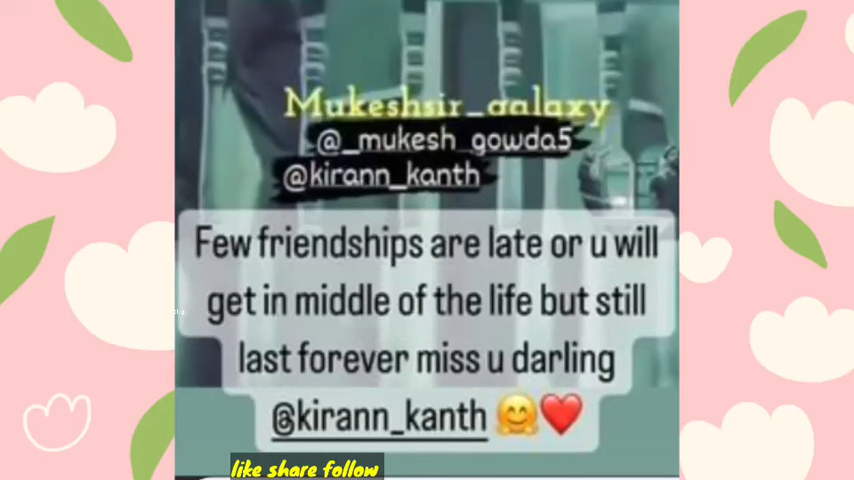 Mukeshsir_galaxy
@_mukesh_gowda5
@kirann_kanth
Few friendships are late or u will
get in middle of the life but still
last forever miss u darling
@kirann_kanth 🤗❤️
like share follow